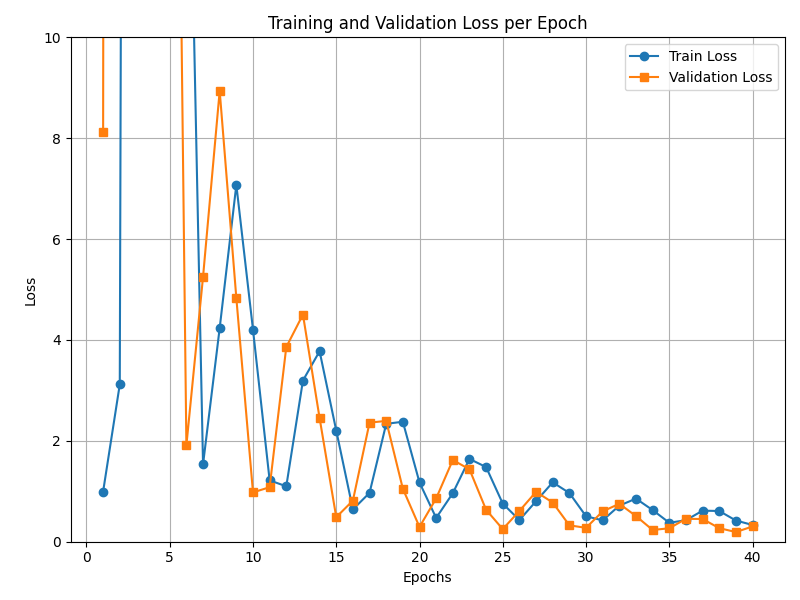 Training and Validation Loss per Epoch
Train Loss
Validation Loss
Loss
10
8
6
4
2
0
0 5 10 15 20 25 30 35 40
Epochs